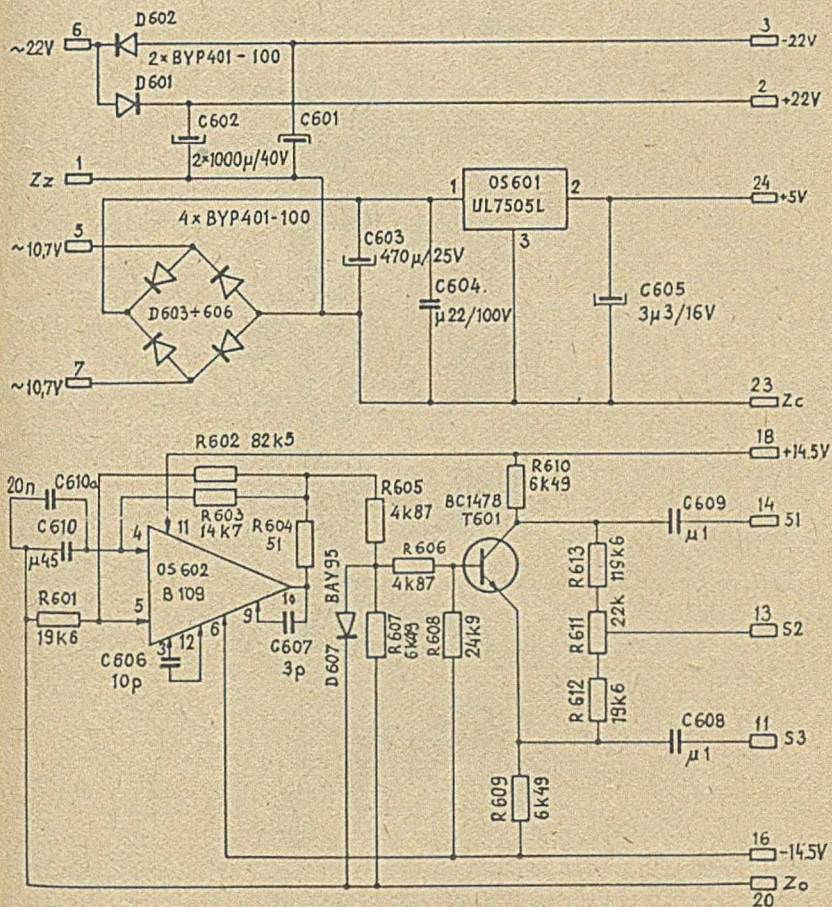 D602
6
~22V
2×BYP401-100
3
-22V
D601
2
+22V
C602
C601
2×1000µ/40V
1
Zz
1
OS601
UL7505L
2
3
24
+5V
4×BYP401-100
5
~10,7V
C603
470µ/25V
C604.
µ22/100V
C605
3µ3/16V
D603÷606
7
~10,7V
23
Zc
18
+14.5V
R602 82k5
20n
C610a
C610
µ45
R603
14k7
R604
51
R605
4k87
R610
6k49
BC147B
T601
C609
µ1
14
S1
4
11
OS 602
B 109
10
5
R601
19k6
R606
4k87
R613
119k6
BAY95
D607
R607
6k49
R608
24k9
R611
22k
13
S2
3
12
6
9
C606
10p
C607
3p
R612
19k6
C608
µ1
11
S3
R609
6k49
16
-14.5V
Zo
20